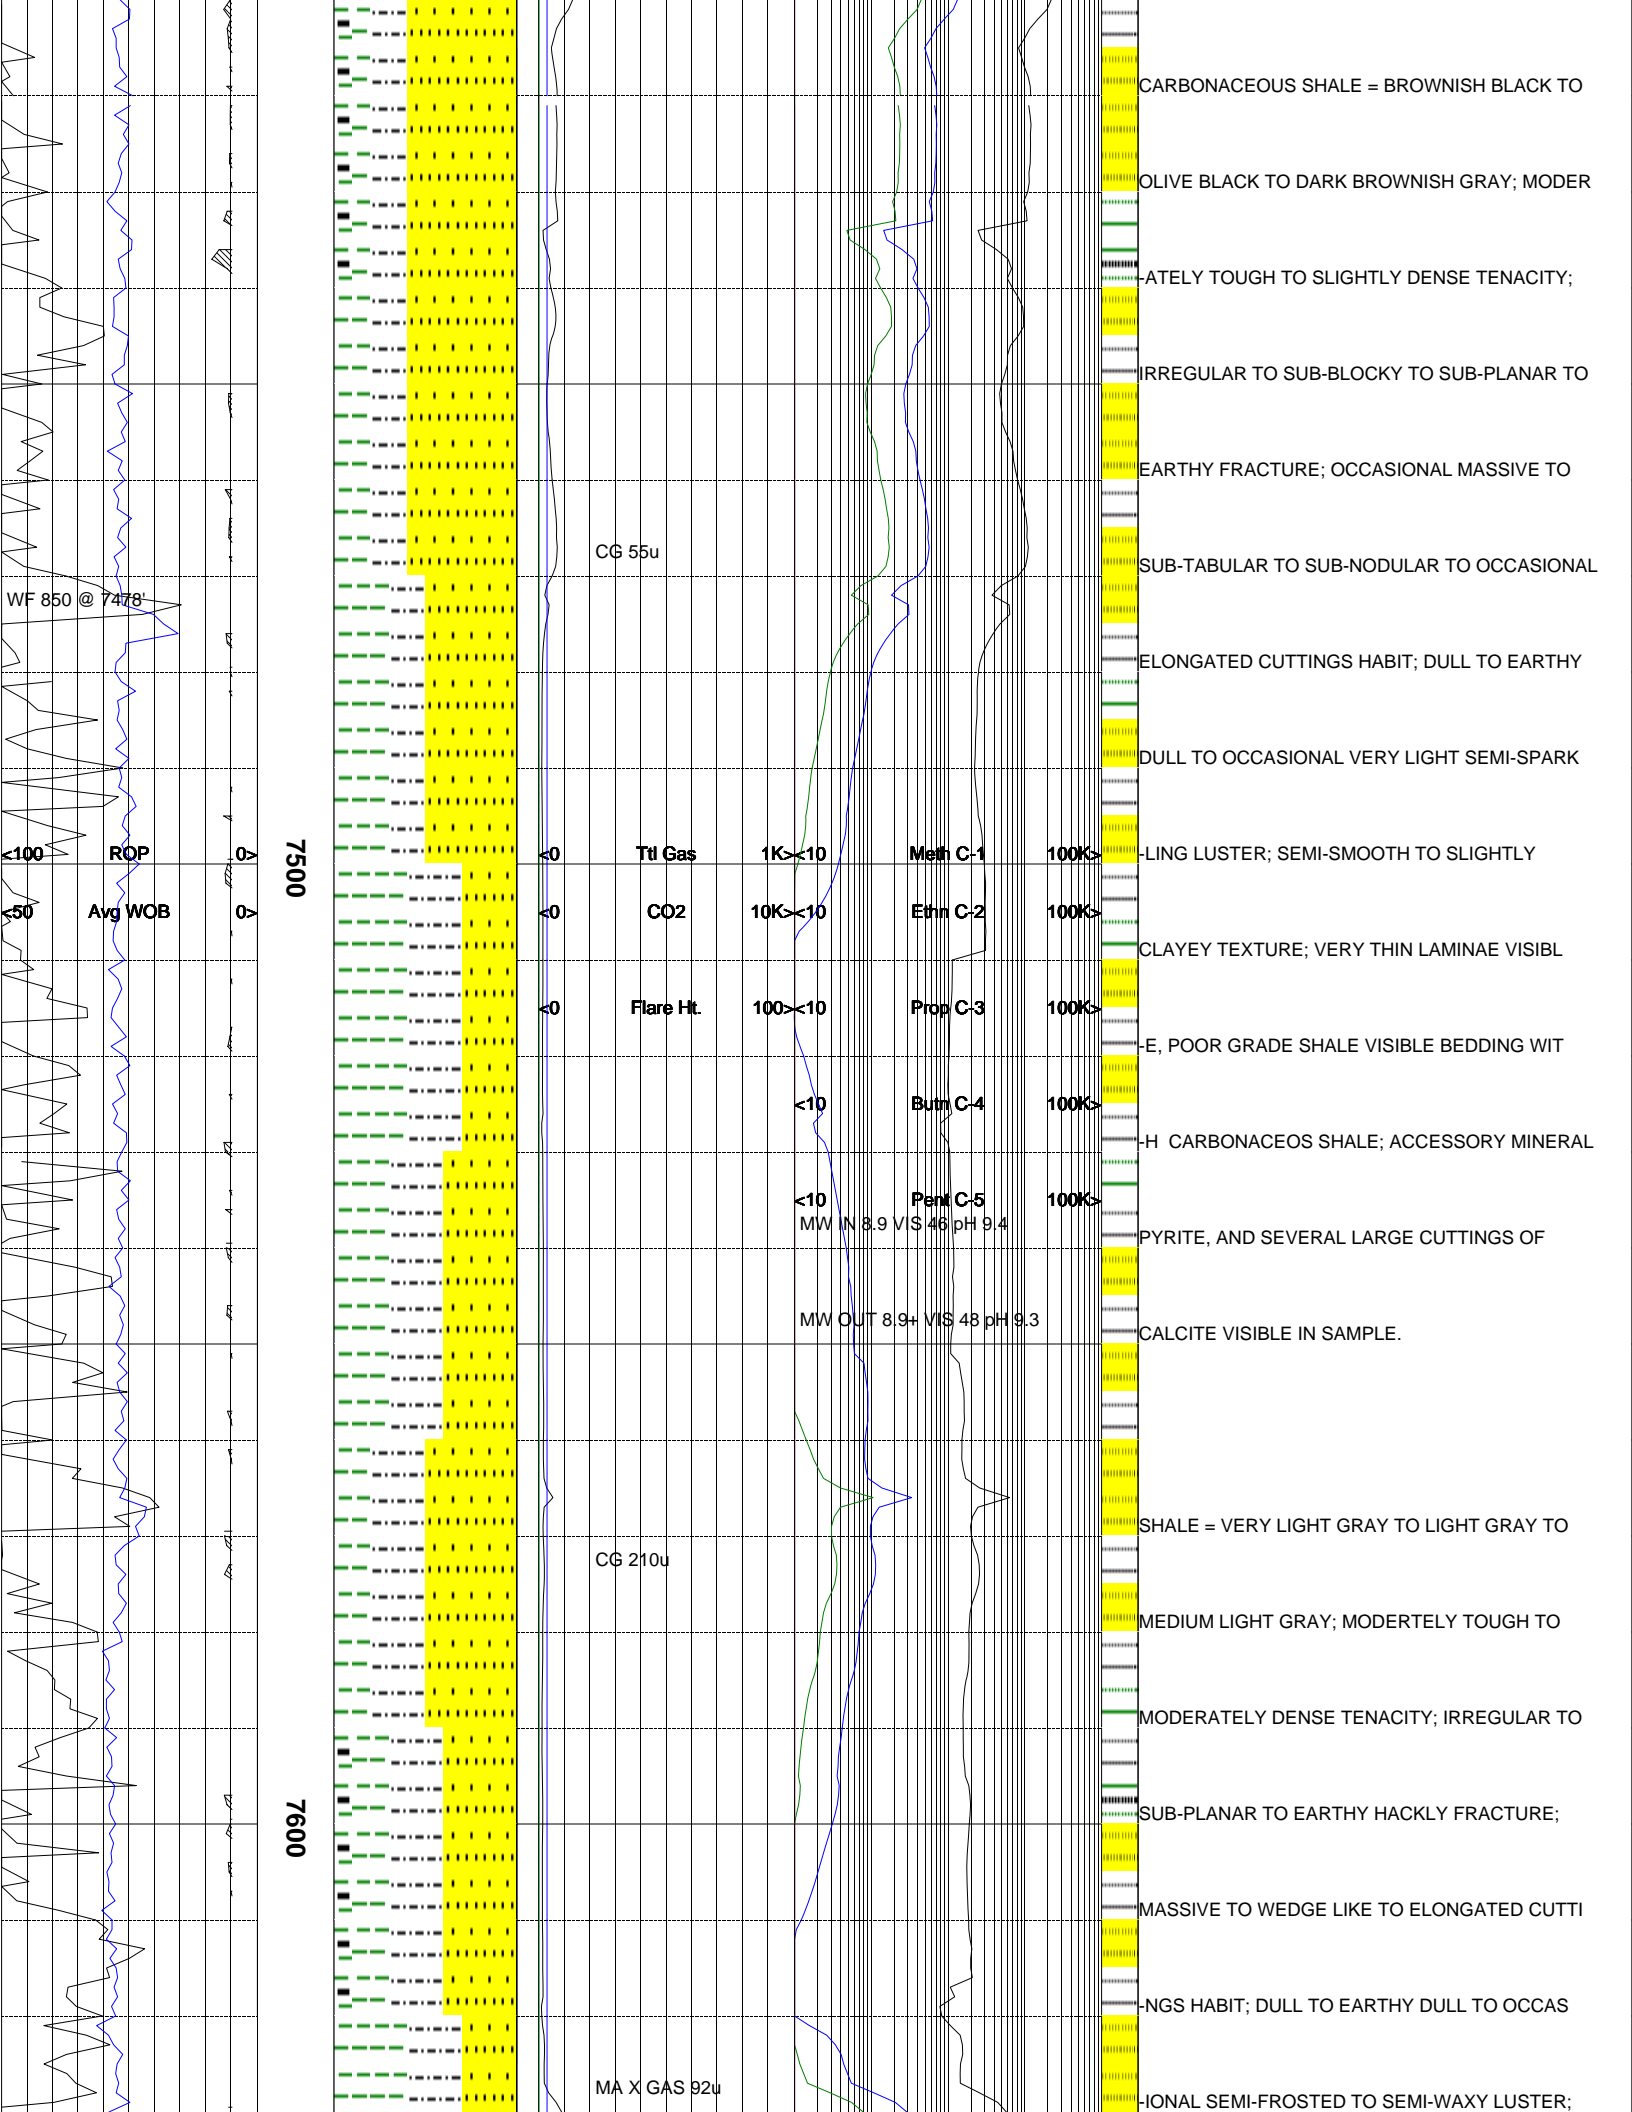 CARBONACEOUS SHALE = BROWNISH BLACK TO
OLIVE BLACK TO DARK BROWNISH GRAY; MODER
-ATELY TOUGH TO SLIGHTLY DENSE TENACITY;
IRREGULAR TO SUB-BLOCKY TO SUB-PLANAR TO
EARTHY FRACTURE; OCCASIONAL MASSIVE TO
CG 55u
SUB-TABULAR TO SUB-NODULAR TO OCCASIONAL
WF 850 @ 7478'
ELONGATED CUTTINGS HABIT; DULL TO EARTHY
DULL TO OCCASIONAL VERY LIGHT SEMI-SPARK
<100 ROP 0> 7500 <0 Ttl Gas 1K> <10 Meth C-1 100K> -LING LUSTER; SEMI-SMOOTH TO SLIGHTLY
<50 Avg WOB 0> <0 CO2 10K> <10 Ethn C-2 100K>
CLAYEY TEXTURE; VERY THIN LAMINAE VISIBL
<0 Flare Ht. 100> <10 Prop C-3 100K>
-E, POOR GRADE SHALE VISIBLE BEDDING WIT
<10 Butn C-4 100K>
-H  CARBONACEOS SHALE; ACCESSORY MINERAL
<10 Pent C-5 100K>
MW IN 8.9 VIS 46 pH 9.4
PYRITE, AND SEVERAL LARGE CUTTINGS OF
MW OUT 8.9+ VIS 48 pH 9.3
CALCITE VISIBLE IN SAMPLE.
SHALE = VERY LIGHT GRAY TO LIGHT GRAY TO
CG 210u
MEDIUM LIGHT GRAY; MODERTELY TOUGH TO
MODERATELY DENSE TENACITY; IRREGULAR TO
7600
SUB-PLANAR TO EARTHY HACKLY FRACTURE;
MASSIVE TO WEDGE LIKE TO ELONGATED CUTTI
-NGS HABIT; DULL TO EARTHY DULL TO OCCAS
MA X GAS 92u
-IONAL SEMI-FROSTED TO SEMI-WAXY LUSTER;